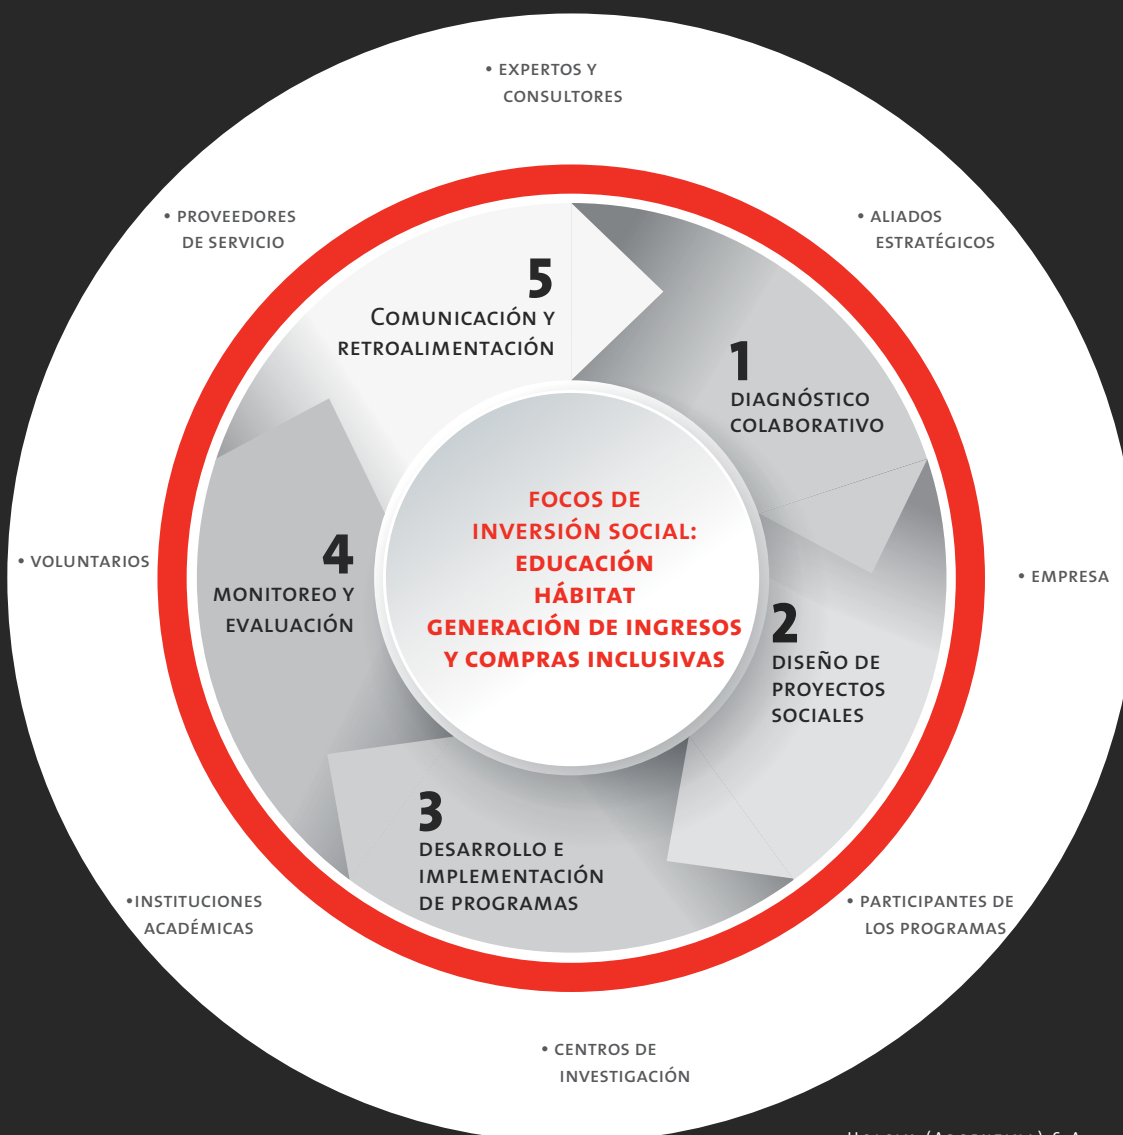 • EXPERTOS Y
CONSULTORES
• PROVEEDORES
DE SERVICIO
• ALIADOS
ESTRATÉGICOS
5
COMUNICACIÓN Y
RETROALIMENTACIÓN
1
DIAGNÓSTICO
COLABORATIVO
FOCOS DE
INVERSIÓN SOCIAL:
EDUCACIÓN
HÁBITAT
GENERACIÓN DE INGRESOS
Y COMPRAS INCLUSIVAS
4
MONITOREO Y
EVALUACIÓN
• VOLUNTARIOS
• EMPRESA
2
DISEÑO DE
PROYECTOS
SOCIALES
3
DESARROLLO E
IMPLEMENTACIÓN
DE PROGRAMAS
•INSTITUCIONES
ACADÉMICAS
• PARTICIPANTES DE
LOS PROGRAMAS
• CENTROS DE
INVESTIGACIÓN